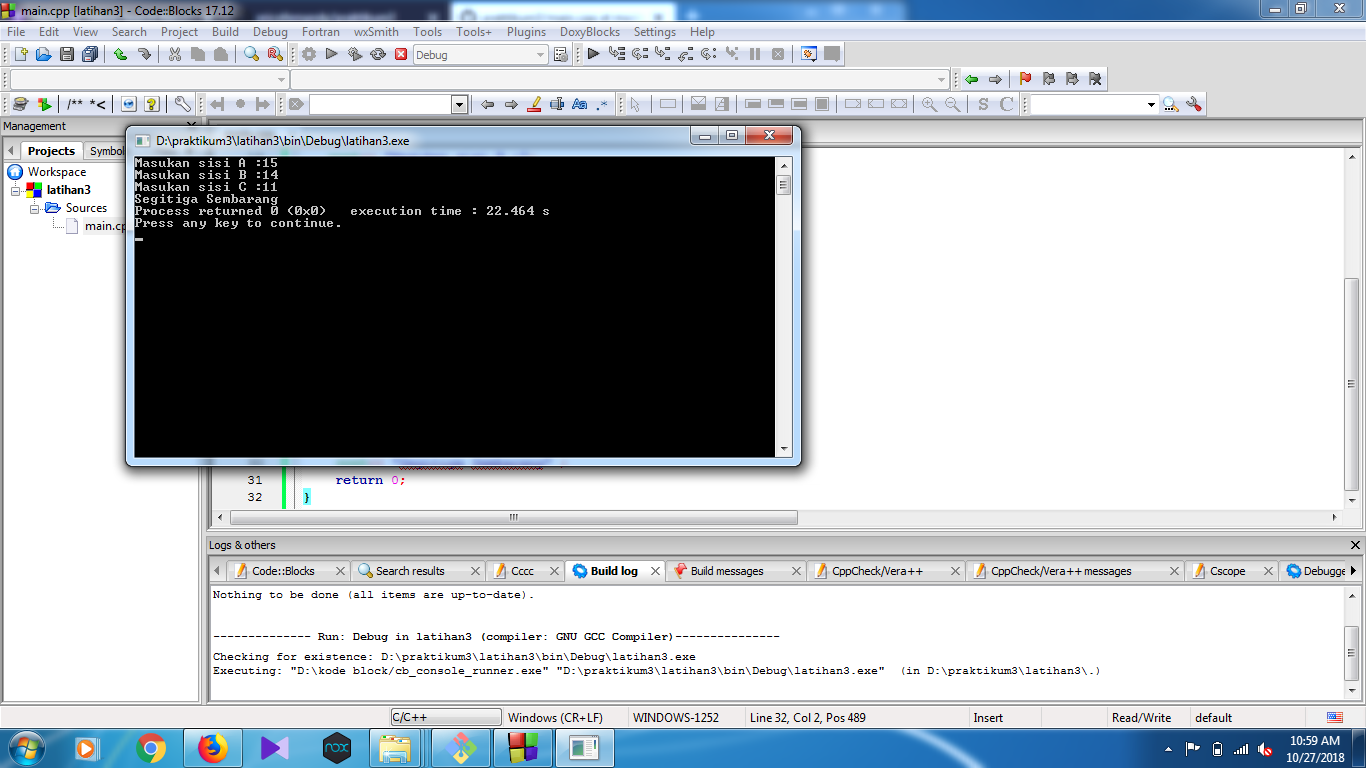 main.cpp [latihan3] - Code::Blocks 17.12
File Edit View Search Project Build Debug Fortran wxSmith Tools Tools+ Plugins DoxyBlocks Settings Help
Debug
/** *<
Aa .*
S C
Management
Projects Symbol
Workspace
latihan3
Sources
main.cp
D:\praktikum3\latihan3\bin\Debug\latihan3.exe
Masukan sisi A :15
Masukan sisi B :14
Masukan sisi C :11
Segitiga Sembarang
Process returned 0 (0x0)   execution time : 22.464 s
Press any key to continue.
31 return 0;
32 }
Logs & others
Code::Blocks Search results Cccc Build log Build messages CppCheck/Vera++ CppCheck/Vera++ messages Cscope Debugge
Nothing to be done (all items are up-to-date).
-------------- Run: Debug in latihan3 (compiler: GNU GCC Compiler)---------------
Checking for existence: D:\praktikum3\latihan3\bin\Debug\latihan3.exe
Executing: "D:\kode block/cb_console_runner.exe" "D:\praktikum3\latihan3\bin\Debug\latihan3.exe"  (in D:\praktikum3\latihan3\.)
C/C++ Windows (CR+LF) WINDOWS-1252 Line 32, Col 2, Pos 489 Insert Read/Write default
nox
10:59 AM
10/27/2018